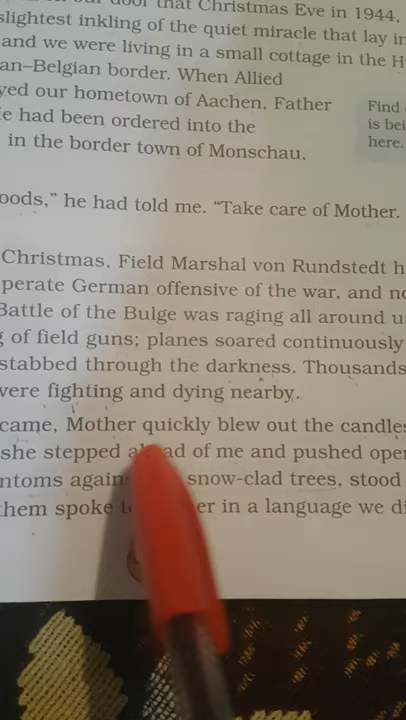 our door that Christmas Eve in 1944,
slightest inkling of the quiet miracle that lay in
and we were living in a small cottage in the H
an–Belgian border. When Allied
yed our hometown of Aachen, Father
e had been ordered into the
in the border town of Monschau.
Find
is bei
here.
oods,” he had told me. “Take care of Mother.
Christmas, Field Marshal von Rundstedt h
perate German offensive of the war, and no
Battle of the Bulge was raging all around u
g of field guns; planes soared continuously
stabbed through the darkness. Thousands
were fighting and dying nearby.
came, Mother quickly blew out the candles
she stepped of me and pushed ope
ntoms again snow-clad trees, stood
them spoke er in a language we di